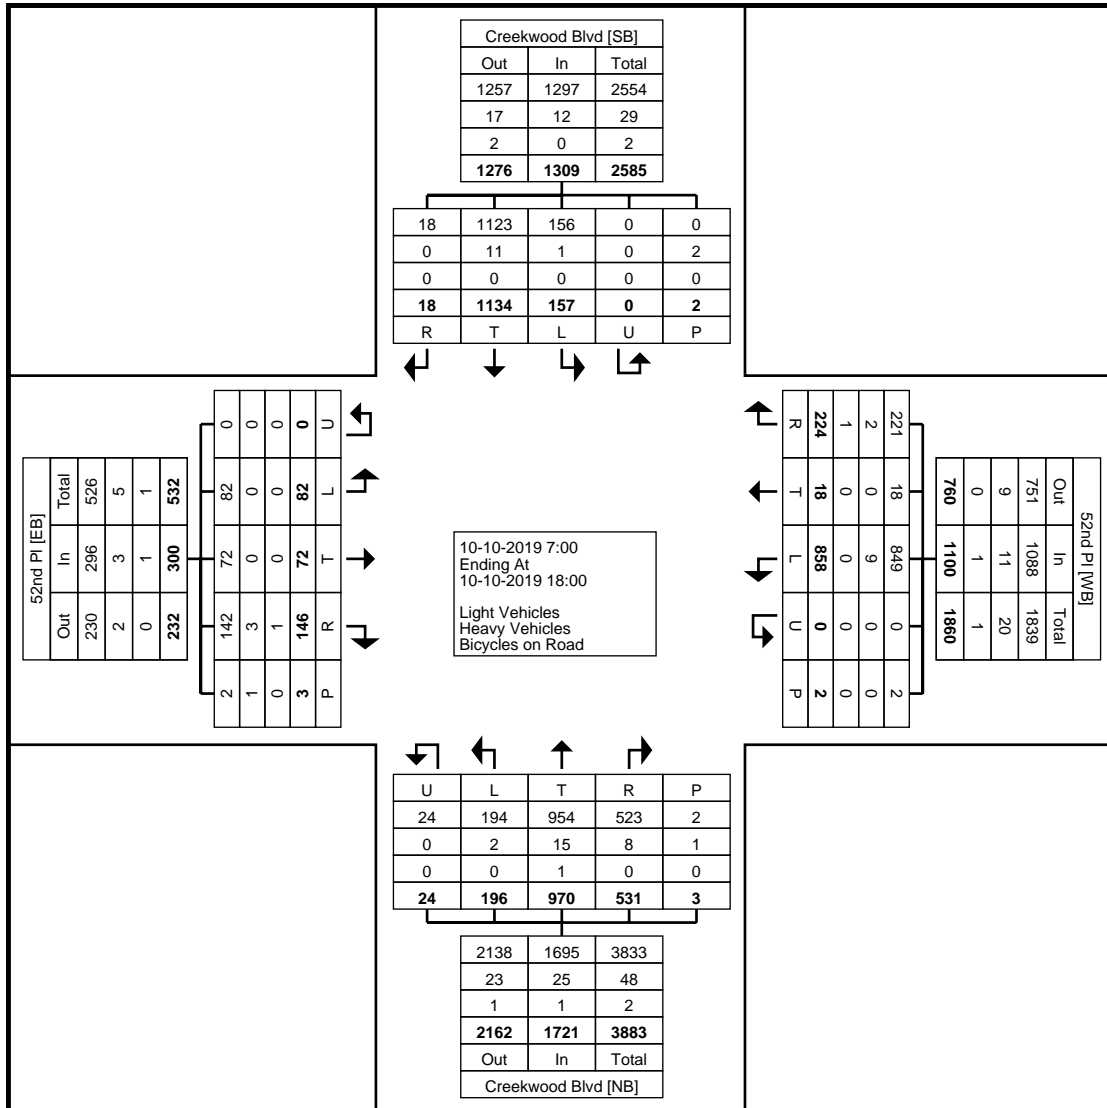 Creekwood Blvd [SB]
Out In Total
1257 1297 2554
17 12 29
2 0 2
1276 1309 2585
18 1123 156 0 0
0 11 1 0 2
0 0 0 0 0
18 1134 157 0 2
R T L U P
52nd Pl [EB]
Total 526 5 1 532
In 296 3 1 300
Out 230 2 0 232
0 0 0 0 U
82 0 0 82 L
72 0 0 72 T
142 3 1 146 R
2 1 0 3 P
10-10-2019 7:00
Ending At
10-10-2019 18:00
Light Vehicles
Heavy Vehicles
Bicycles on Road
R 224 1 2 221
T 18 0 0 18
L 858 0 9 849
U 0 0 0 0
P 2 0 0 2
52nd Pl [WB]
Out In Total
751 1088 1839
9 11 20
0 1 1
760 1100 1860
U L T R P
24 194 954 523 2
0 2 15 8 1
0 0 1 0 0
24 196 970 531 3
2138 1695 3833
23 25 48
1 1 2
2162 1721 3883
Out In Total
Creekwood Blvd [NB]